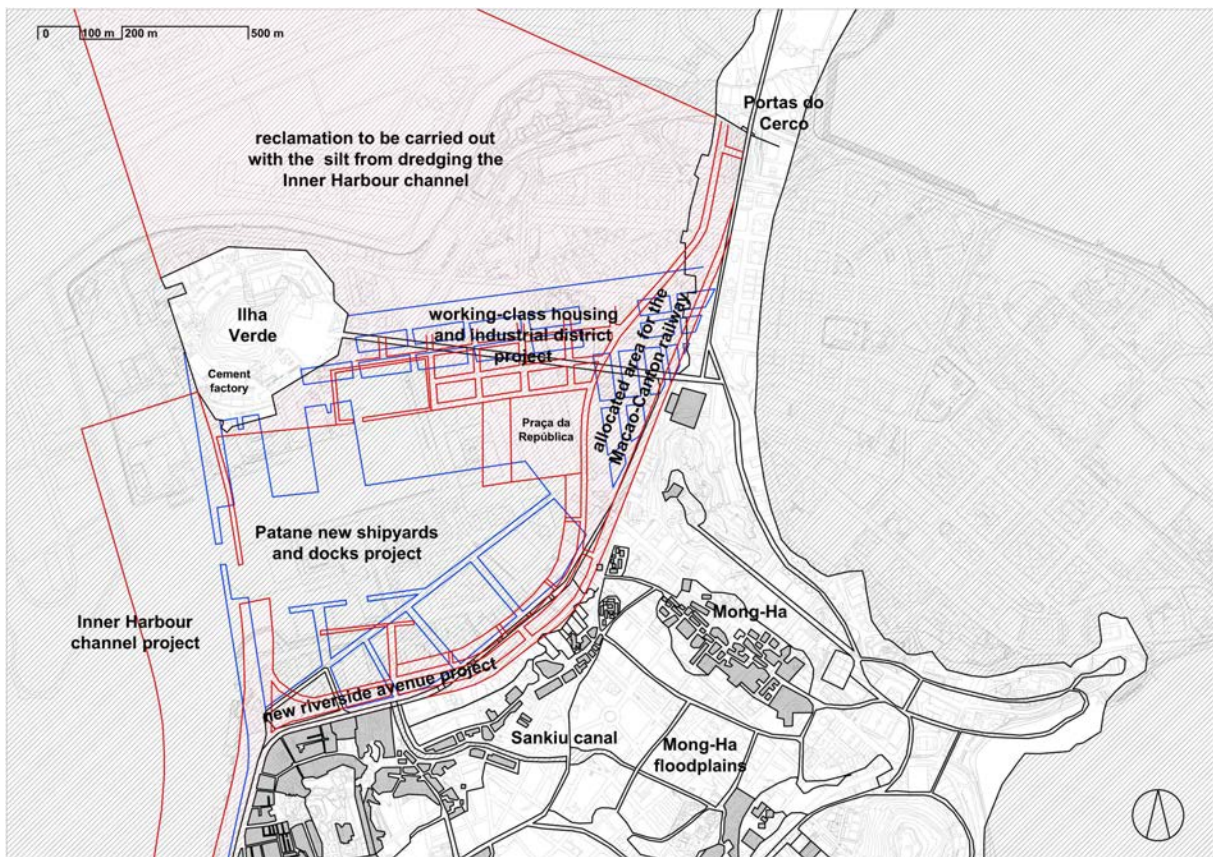 0 100 m 200 m 500 m
Portas do
Cerco
reclamation to be carried out
with the silt from dredging the
Inner Harbour channel
Ilha
Verde
working-class housing
and industrial district
project
allocated area for the
Macao-Canton railway
Cement
factory
Praça da
República
Patane new shipyards
and docks project
Inner Harbour
channel project
Mong-Ha
new riverside avenue project
Sankiu canal
Mong-Ha
floodplains